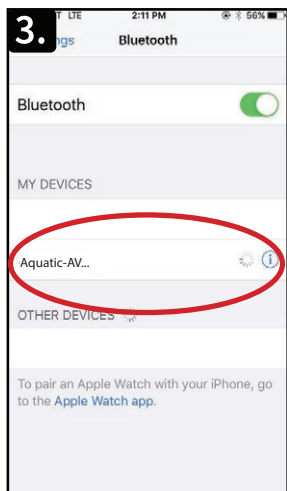 3.
T LTE 2:11 PM 56%
ngs Bluetooth
Bluetooth
MY DEVICES
Aquatic-AV...
OTHER DEVICES
To pair an Apple Watch with your iPhone, go
to the Apple Watch app.